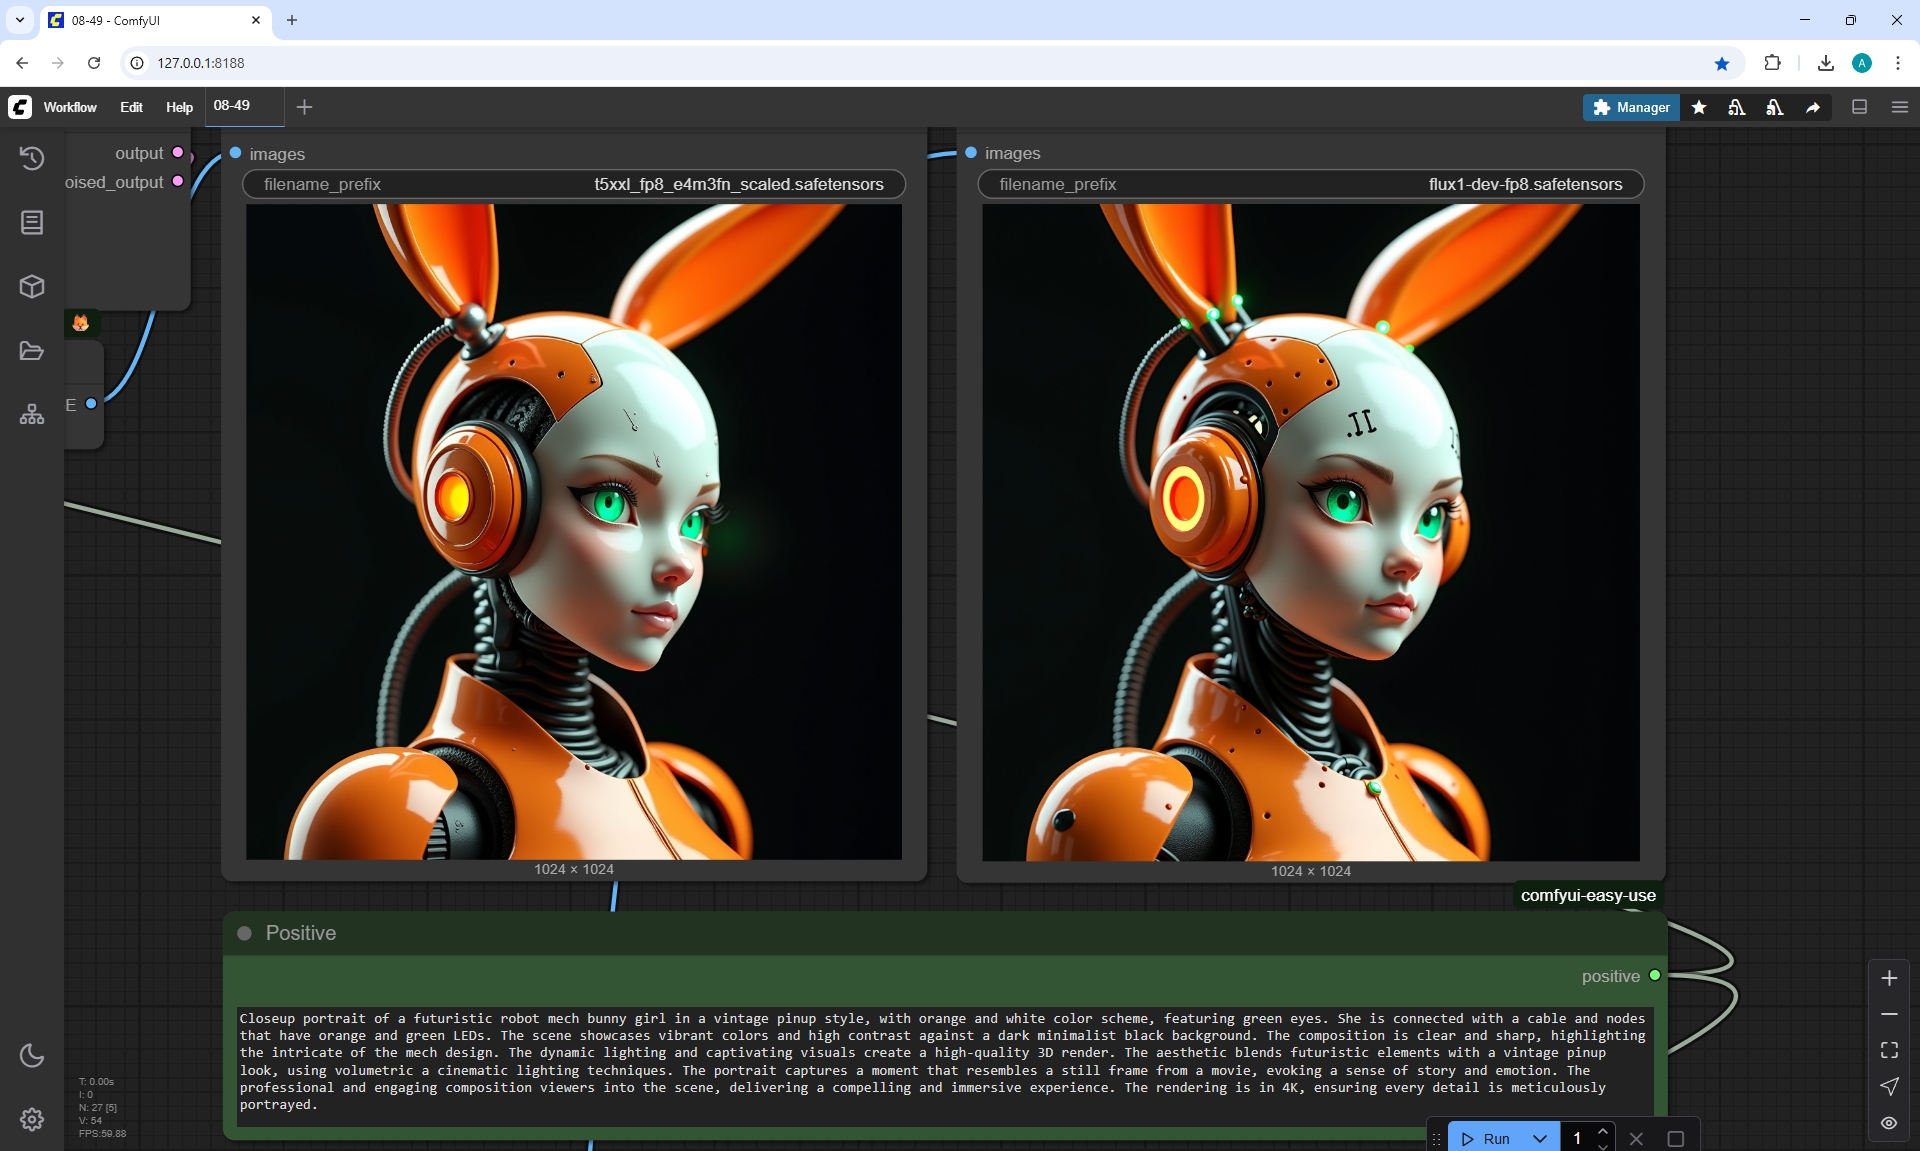 08-49 - ComfyUI
127.0.0.1:8188
A
Workflow Edit Help 08-49
Manager
output
oised_output
E
images
filename_prefix t5xxl_fp8_e4m3fn_scaled.safetensors
1024 × 1024
images
filename_prefix flux1-dev-fp8.safetensors
.II
1024 × 1024
comfyui-easy-use
Positive
positive
Closeup portrait of a futuristic robot mech bunny girl in a vintage pinup style, with orange and white color scheme, featuring green eyes. She is connected with a cable and nodes
that have orange and green LEDs. The scene showcases vibrant colors and high contrast against a dark minimalist black background. The composition is clear and sharp, highlighting
the intricate of the mech design. The dynamic lighting and captivating visuals create a high-quality 3D render. The aesthetic blends futuristic elements with a vintage pinup
look, using volumetric a cinematic lighting techniques. The portrait captures a moment that resembles a still frame from a movie, evoking a sense of story and emotion. The
professional and engaging composition viewers into the scene, delivering a compelling and immersive experience. The rendering is in 4K, ensuring every detail is meticulously
portrayed.
T: 0.00s
I: 0
N: 27 [5]
V: 54
FPS:59.88
Run 1